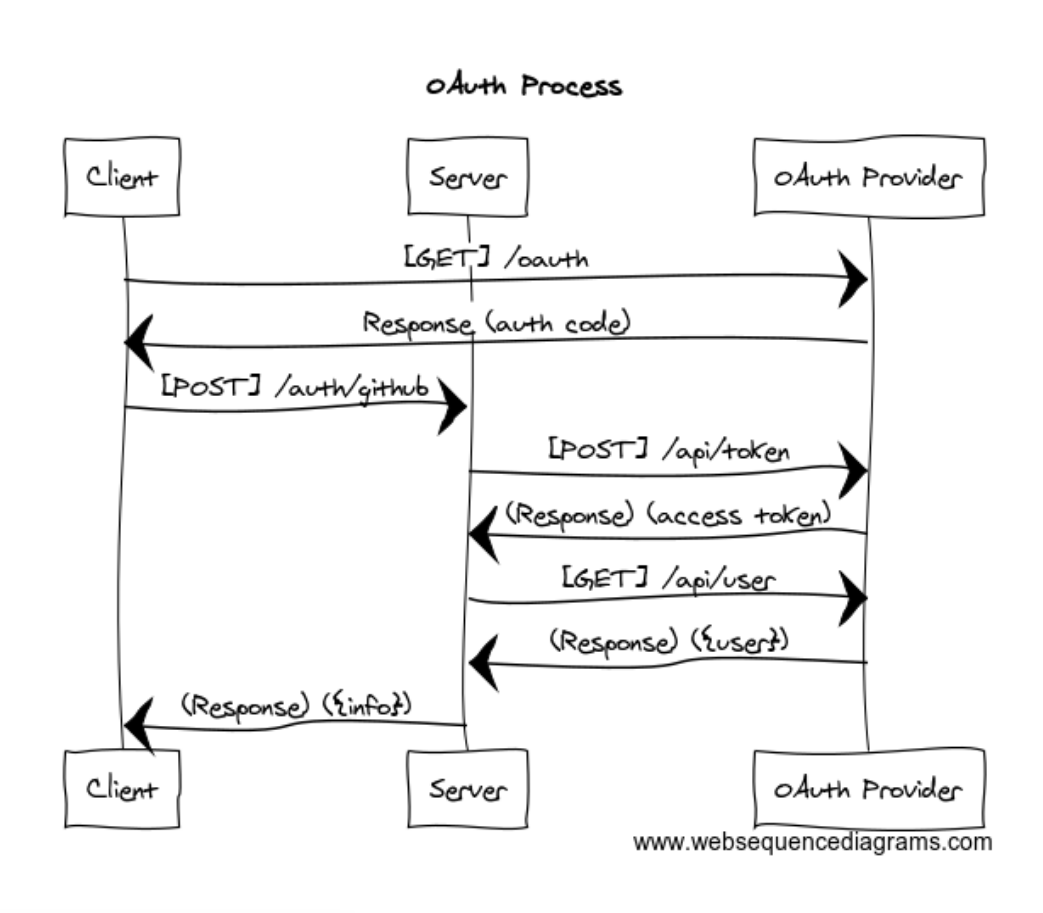 oAuth Process
Client
Server
oAuth Provider
[GET] /oauth
Response (auth code)
[POST] /auth/github
[POST] /api/token
(Response) (access token)
[GET] /api/user
(Response) ({user})
(Response) ({info})
Client
Server
oAuth Provider
www.websequencediagrams.com